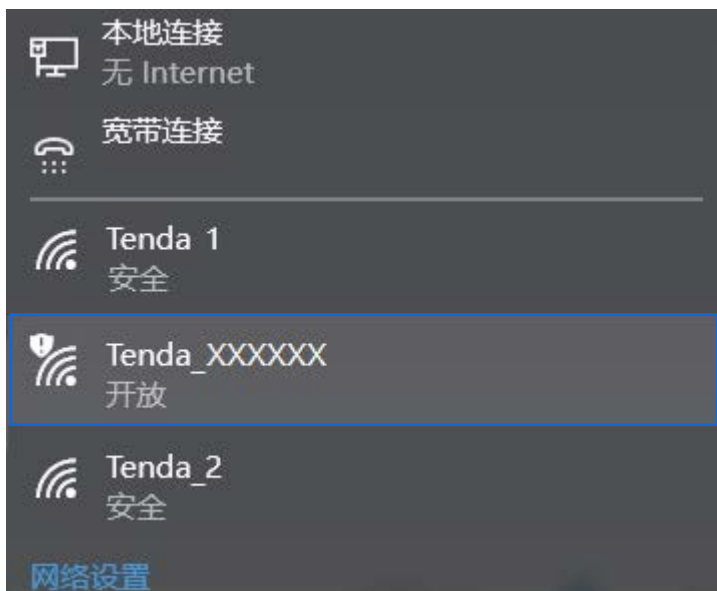 本地连接
无 Internet
宽带连接
Tenda 1
安全
Tenda_XXXXXX
开放
Tenda_2
安全
网络设置